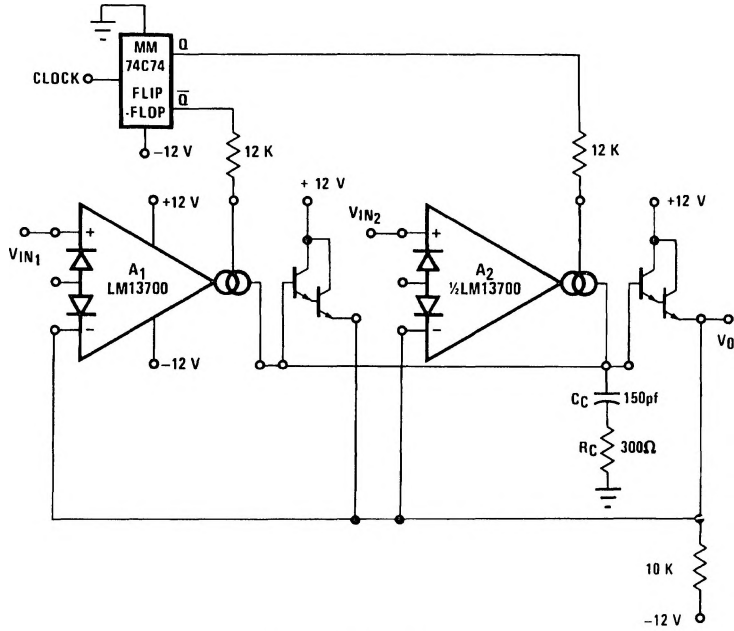 MM
74C74
FLIP
-FLOP
CLOCK
Q
Q̅
-12 V
12 K
12 K
+12 V
+ 12 V
+12 V
VIN1
+
-
A1
LM13700
-12 V
VIN2
+
-
A2
½LM13700
VO
CC 150pf
RC 300Ω
10 K
-12 V